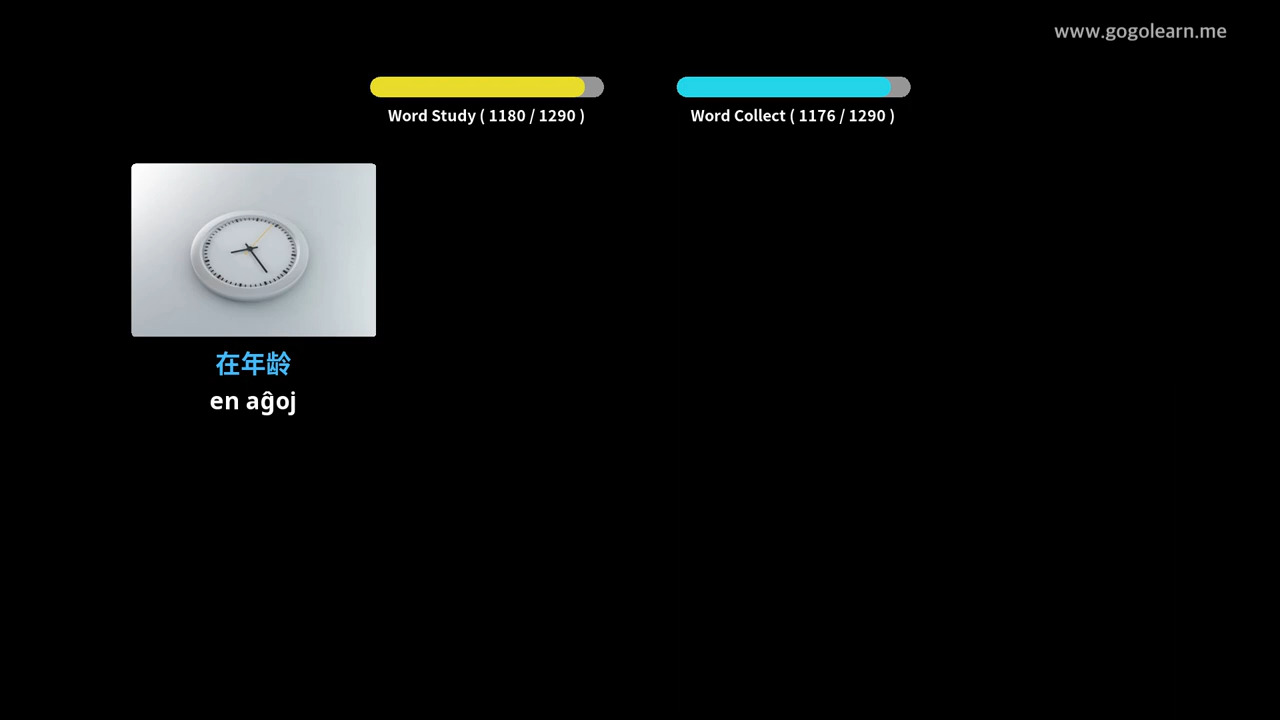 www.gogolearn.me
Word Study ( 1180 / 1290 )
Word Collect ( 1176 / 1290 )
在年龄
en aĝoj